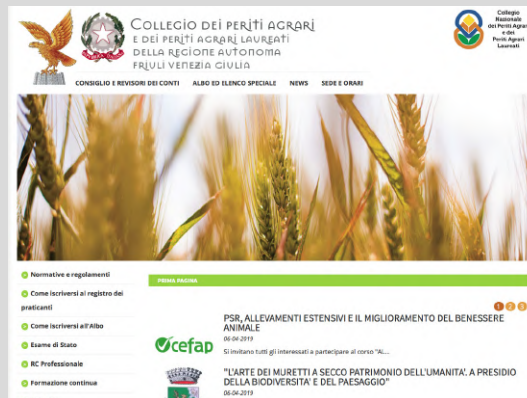 COLLEGIO DEI PERITI AGRARI
E DEI PERITI AGRARI LAUREATI
DELLA REGIONE AUTONOMA
FRIULI VENEZIA GIULIA
Collegio
Nazionale
dei Periti Agrari
e dei
Periti Agrari
Laureati
CONSIGLIO E REVISORI DEI CONTI ALBO ED ELENCO SPECIALE NEWS SEDE E ORARI
Normative e regolamenti
Come iscriversi al registro dei
praticanti
Come iscriversi all'Albo
Esame di Stato
RC Professionale
Formazione continua
PRIMA PAGINA
1 2 3
PSR, ALLEVAMENTI ESTENSIVI E IL MIGLIORAMENTO DEL BENESSERE
ANIMALE
06-04-2019
Si invitano tutti gli interessati a partecipare al corso "AL...
cefap
"L'ARTE DEI MURETTI A SECCO PATRIMONIO DELL'UMANITA'. A PRESIDIO
DELLA BIODIVERSITA' E DEL PAESAGGIO"
06-04-2019